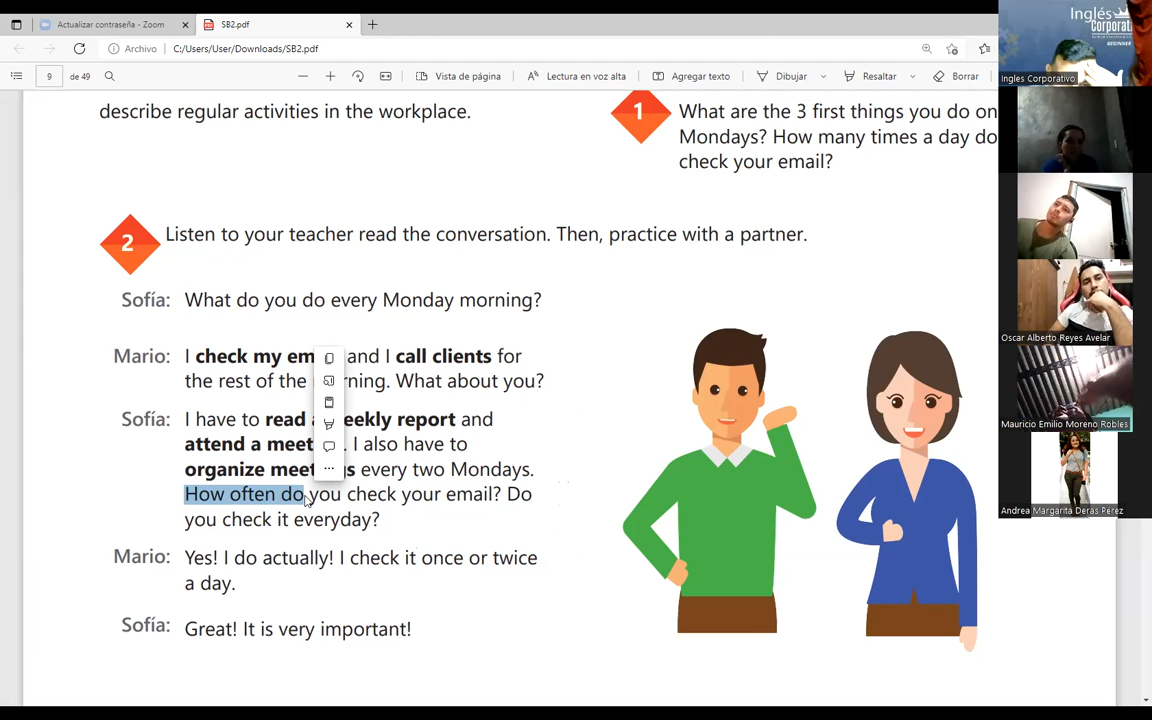 Actualizar contraseña - Zoom
SB2.pdf
Archivo
C:/Users/User/Downloads/SB2.pdf
9
de 49
Vista de página
Lectura en voz alta
Agregar texto
Dibujar
Resaltar
Borrar
describe regular activities in the workplace.
1
What are the 3 first things you do on
Mondays? How many times a day do
check your email?
2
Listen to your teacher read the conversation. Then, practice with a partner.
Sofía: What do you do every Monday morning?
Mario: I check my em and I call clients for
the rest of the rning. What about you?
Sofía: I have to read a eekly report and
attend a meet . I also have to
organize meet gs every two Mondays.
How often do you check your email? Do
you check it everyday?
Mario: Yes! I do actually! I check it once or twice
a day.
Sofía: Great! It is very important!
Inglés
Corporati
BEGINNER
Ingles Corporativo
Oscar Alberto Reyes Avelar
Mauricio Emilio Moreno Robles
Andrea Margarita Deras Pérez